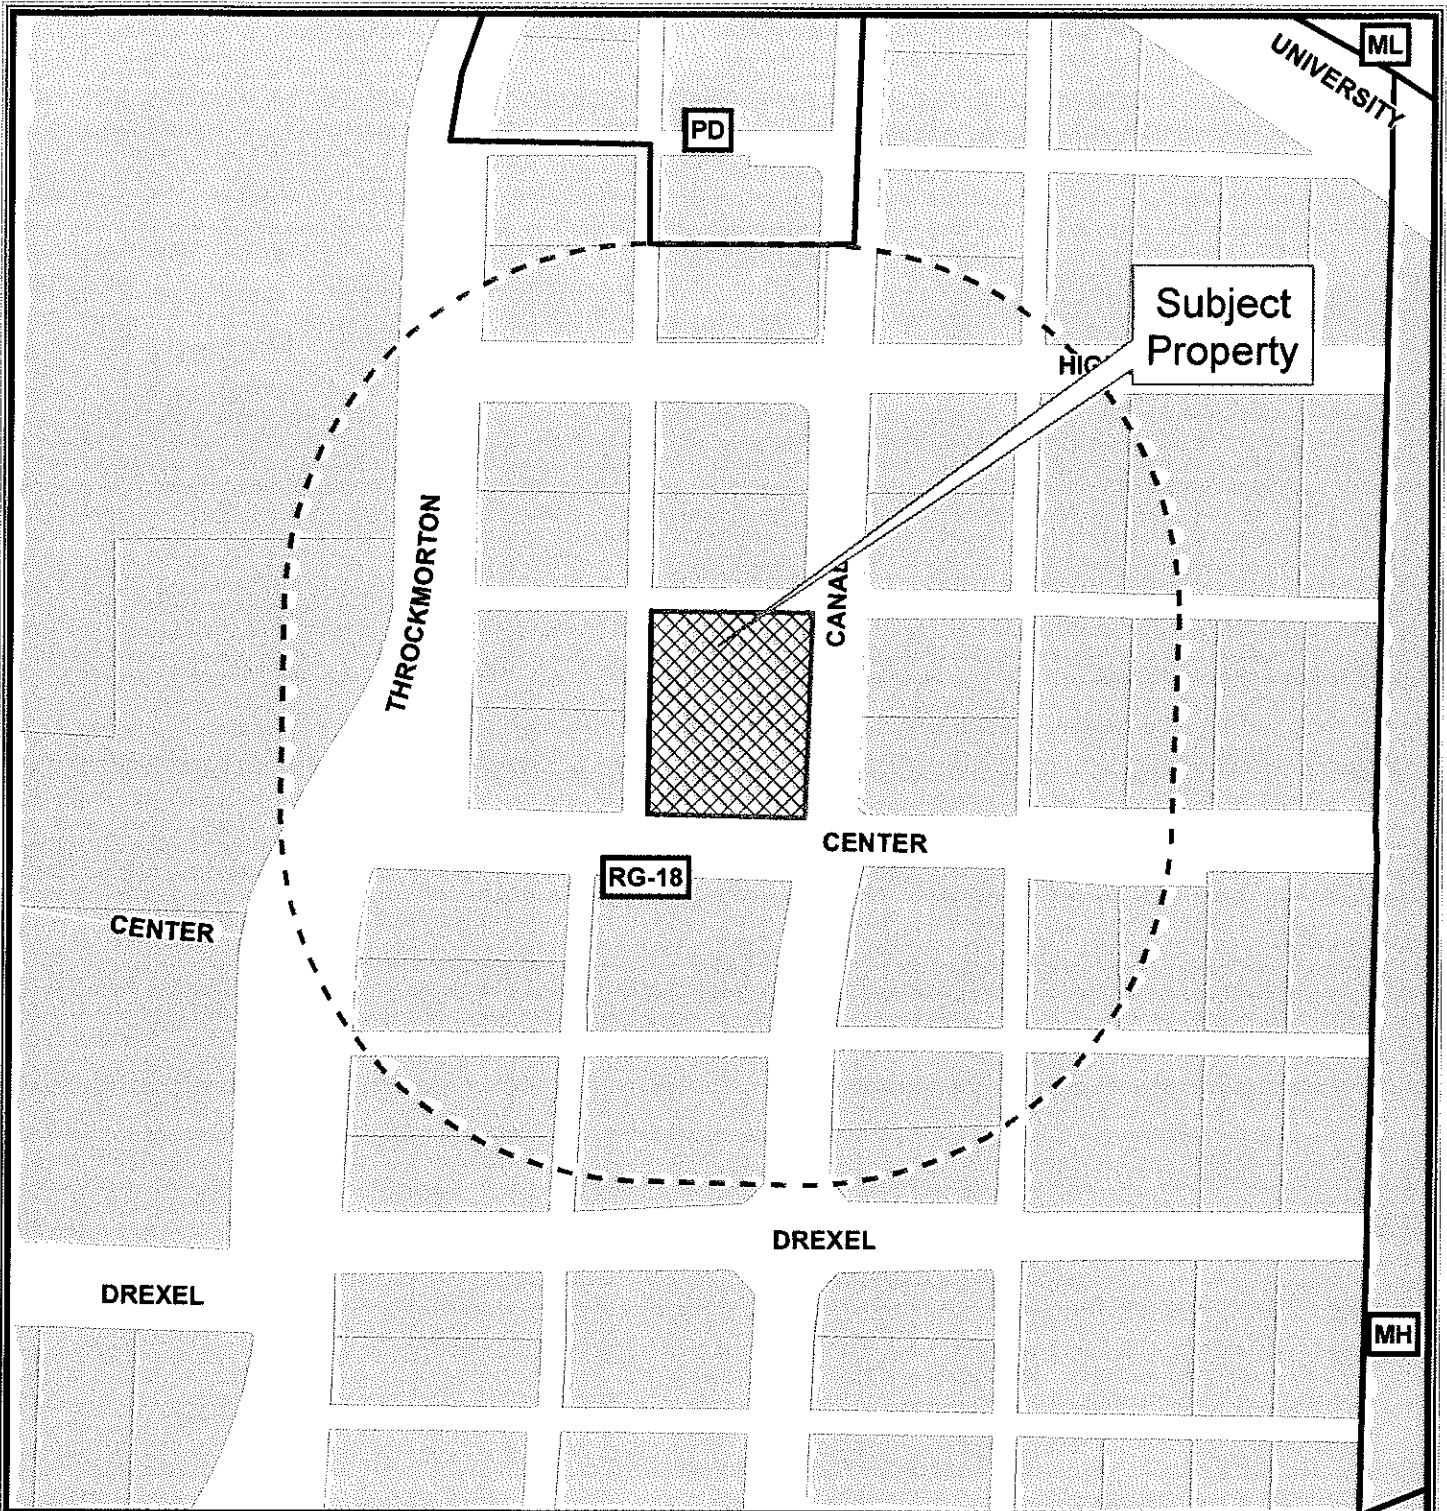 ML
UNIVERSITY
PD
Subject
Property
THROCKMORTON
CANAL
CENTER
RG-18
CENTER
DREXEL
DREXEL
MH